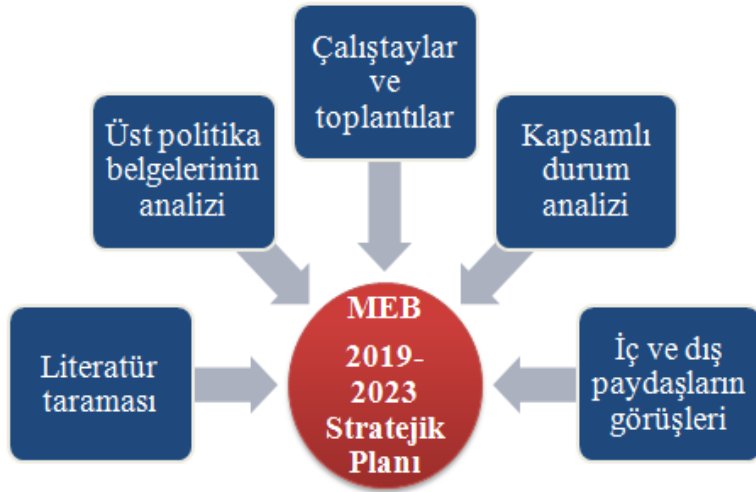 Çalıştaylar
ve
toplantılar
Üst politika
belgelerinin
analizi
Kapsamlı
durum
analizi
Literatür
taraması
MEB
2019-
2023
Stratejik
Planı
İç ve dış
paydaşların
görüşleri